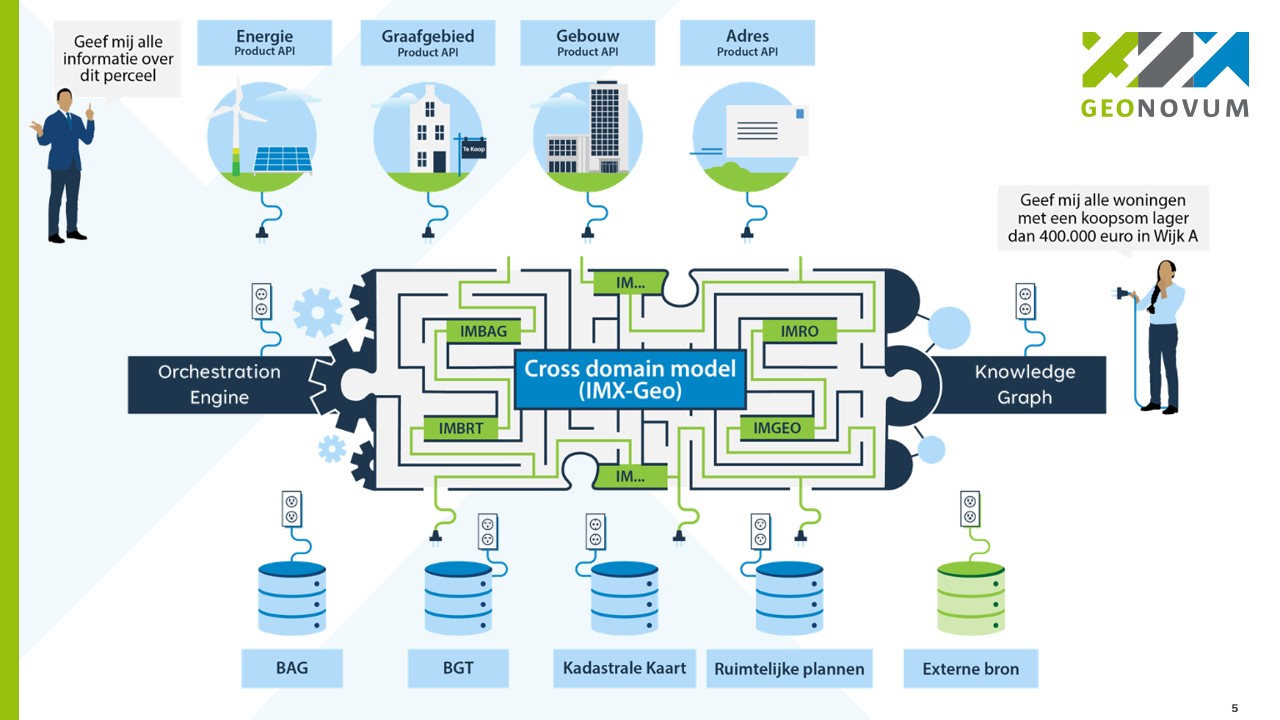 Geef mij alle
informatie over
dit perceel
Energie
Product API
Graafgebied
Product API
Gebouw
Product API
Adres
Product API
GEONOVUM
Te Koop
Geef mij alle woningen
met een koopsom lager
dan 400.000 euro in Wijk A
IM...
IMBAG
IMRO
Cross domain model
(IMX-Geo)
Orchestration
Engine
Knowledge
Graph
IMBRT
IMGEO
IM...
BAG
BGT
Kadastrale Kaart
Ruimtelijke plannen
Externe bron
5